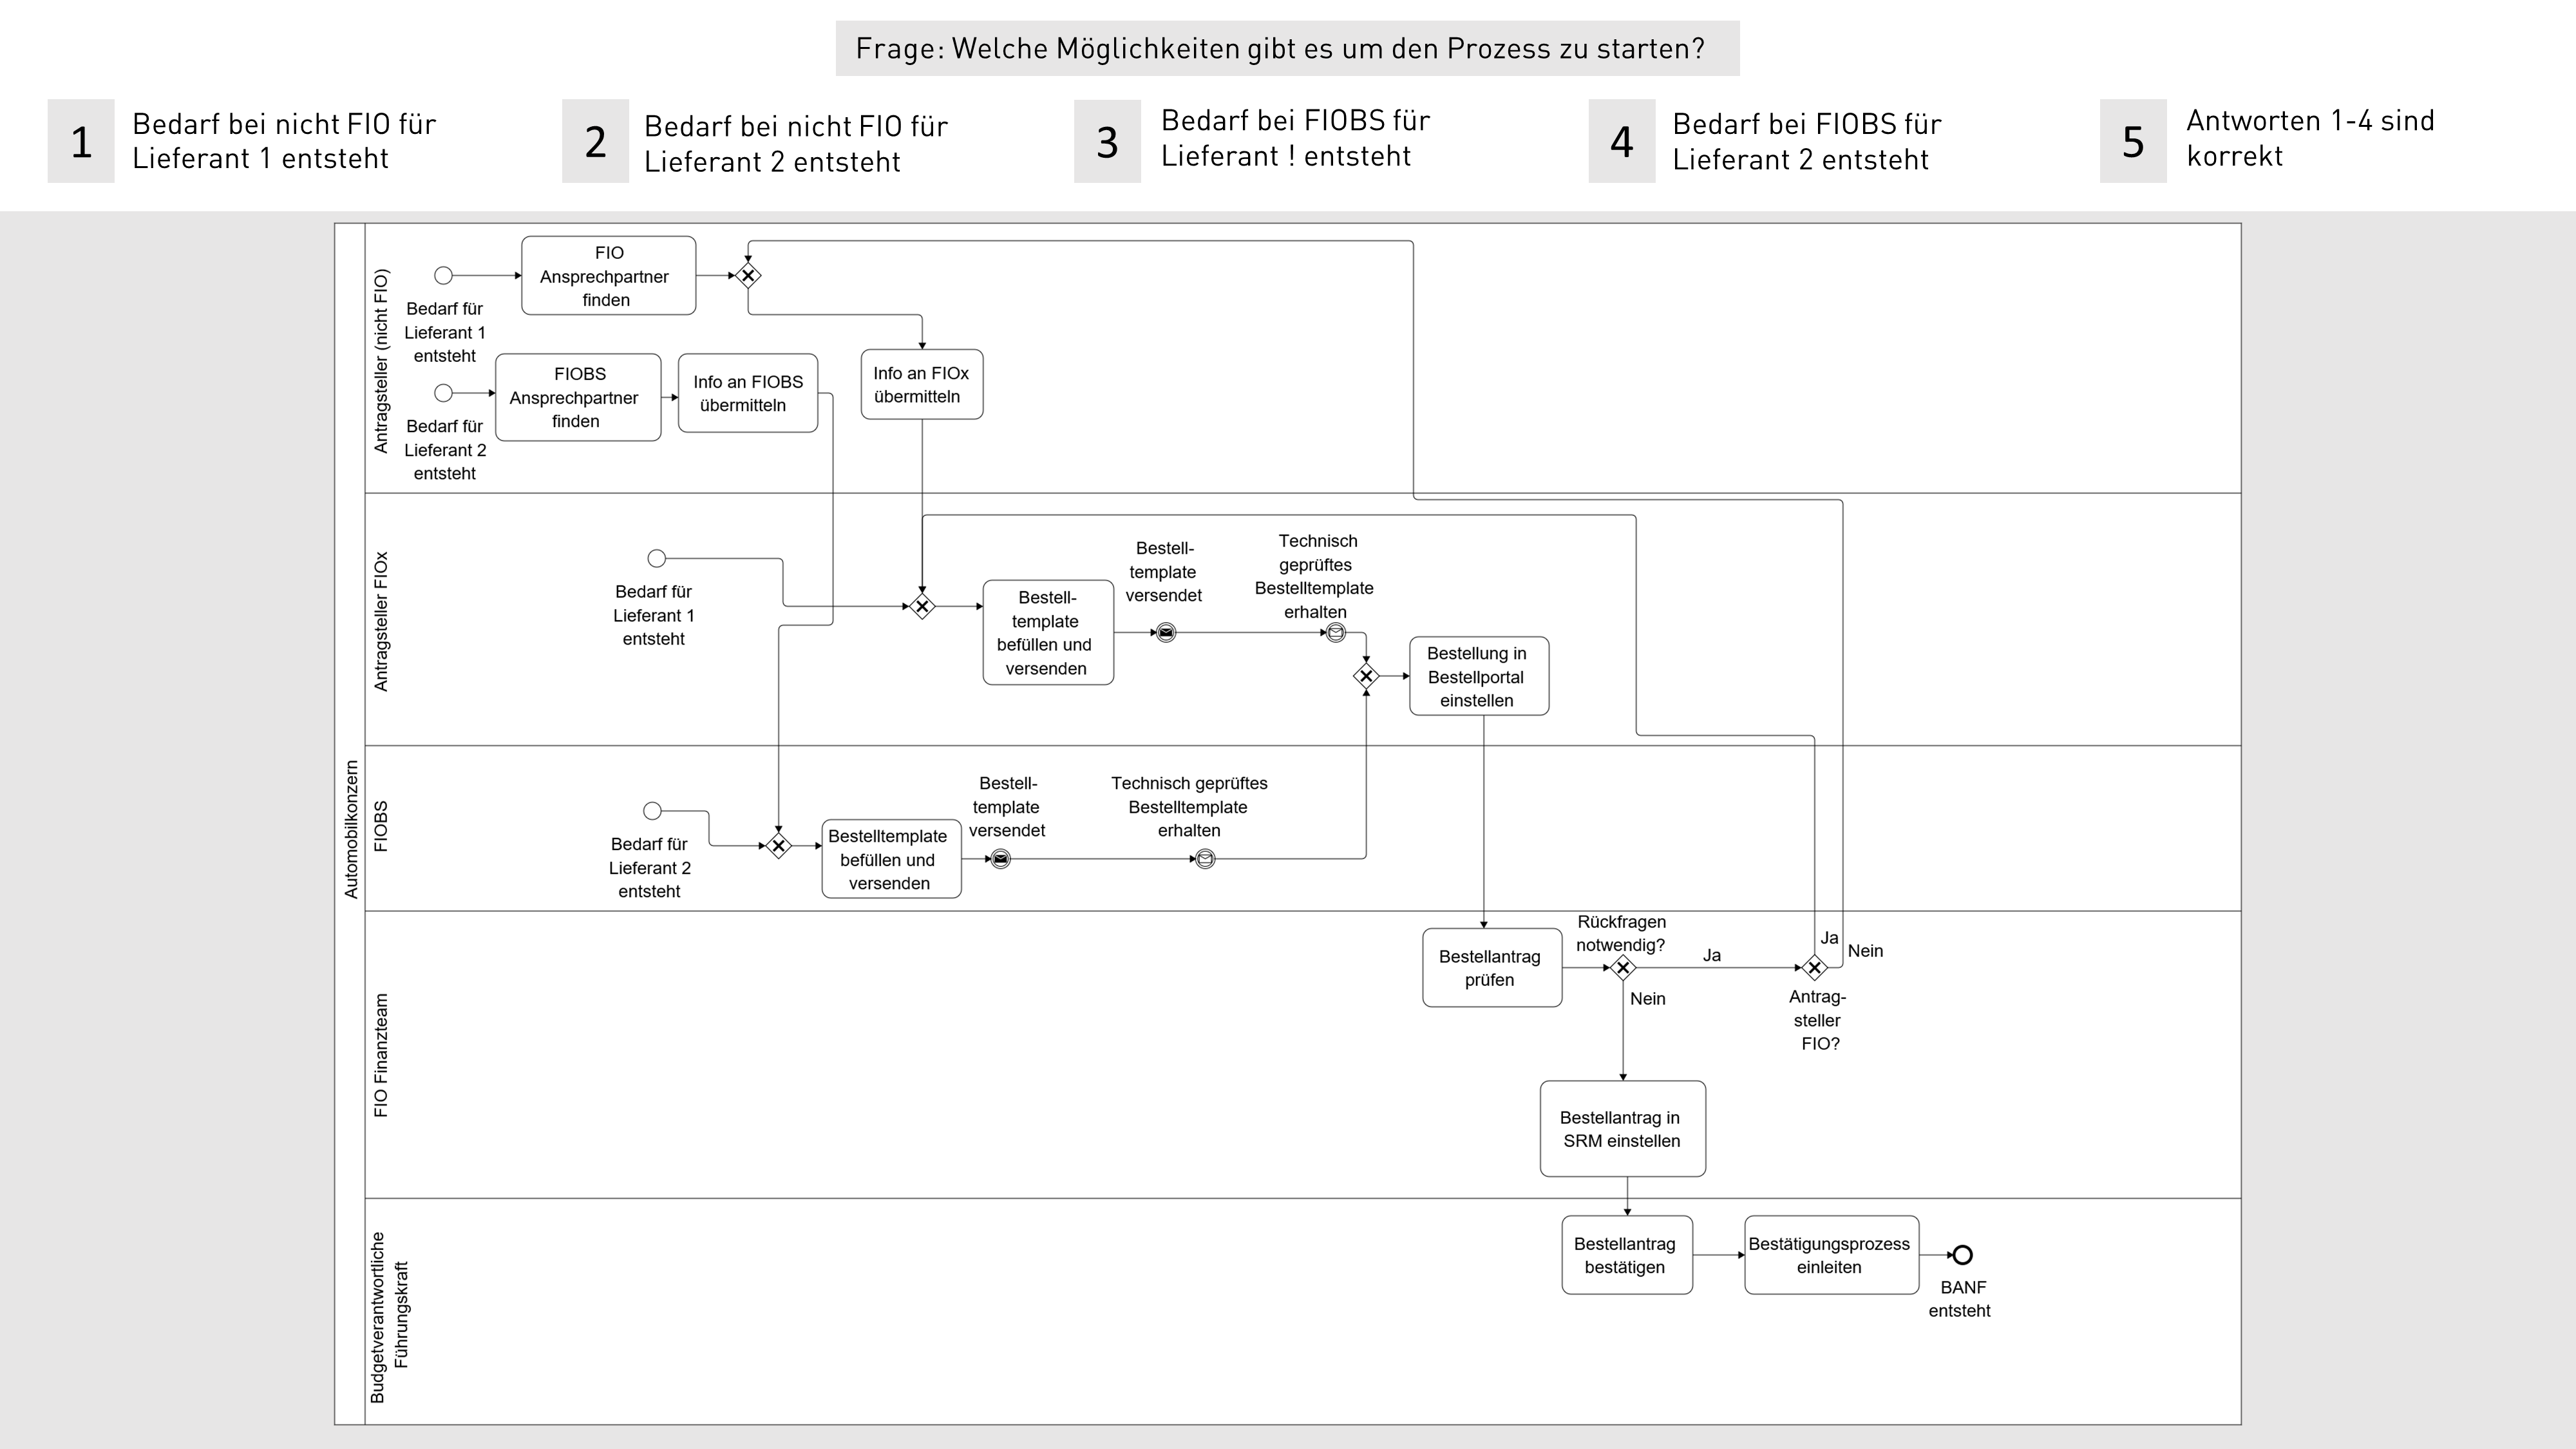 Frage: Welche Möglichkeiten gibt es um den Prozess zu starten?
1
Bedarf bei nicht FIO für
Lieferant 1 entsteht
2
Bedarf bei nicht FIO für
Lieferant 2 entsteht
3
Bedarf bei FIOBS für
Lieferant ! entsteht
4
Bedarf bei FIOBS für
Lieferant 2 entsteht
5
Antworten 1-4 sind
korrekt
Automobilkonzern
Antragsteller (nicht FIO)
Bedarf für
Lieferant 1
entsteht
FIO
Ansprechpartner
finden
Bedarf für
Lieferant 2
entsteht
FIOBS
Ansprechpartner
finden
Info an FIOBS
übermitteln
Info an FIOx
übermitteln
Antragsteller FIOx
Bedarf für
Lieferant 1
entsteht
Bestell-
template
befüllen und
versenden
Bestell-
template
versendet
Technisch
geprüftes
Bestelltemplate
erhalten
Bestellung in
Bestellportal
einstellen
FIOBS
Bedarf für
Lieferant 2
entsteht
Bestelltemplate
befüllen und
versenden
Bestell-
template
versendet
Technisch geprüftes
Bestelltemplate
erhalten
FIO Finanzteam
Bestellantrag
prüfen
Rückfragen
notwendig?
Ja
Nein
Ja
Nein
Antrag-
steller
FIO?
Bestellantrag in
SRM einstellen
Budgetverantwortliche
Führungskraft
Bestellantrag
bestätigen
Bestätigungsprozess
einleiten
BANF
entsteht